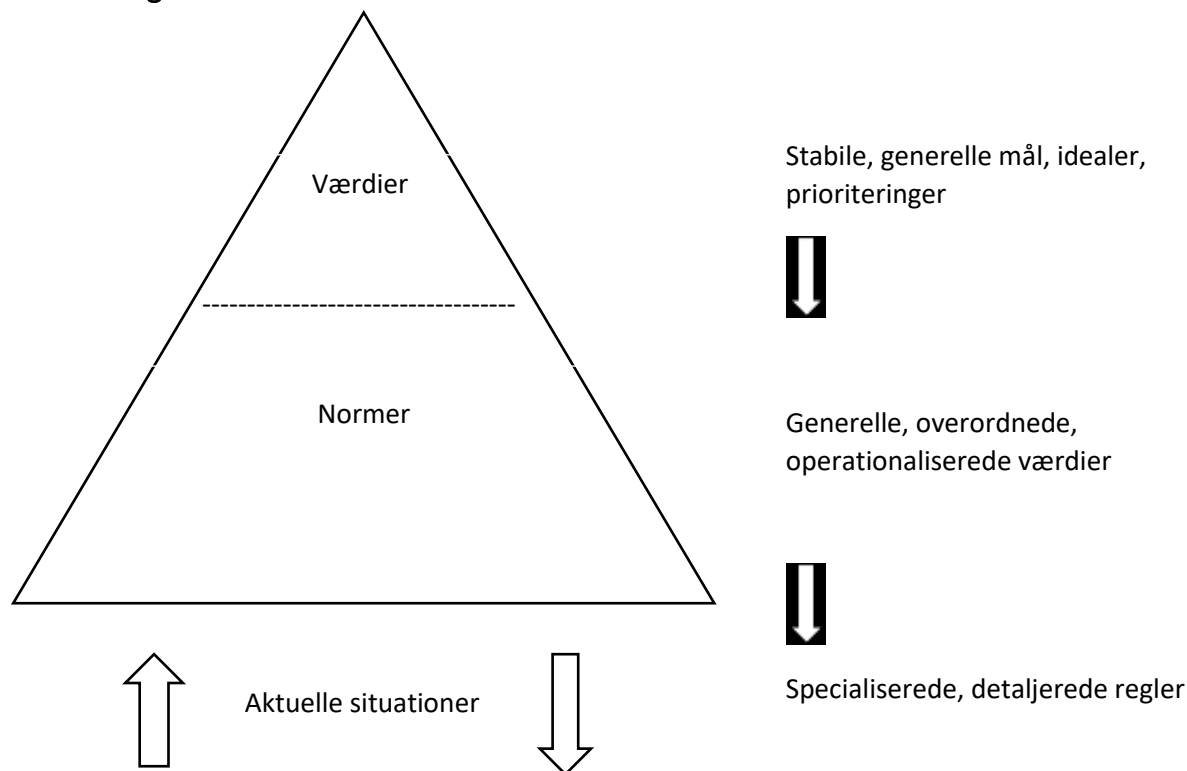 Værdier
Stabile, generelle mål, idealer,
prioriteringer
--------------------------------------
Normer
Generelle, overordnede,
operationaliserede værdier
Aktuelle situationer
Specialiserede, detaljerede regler